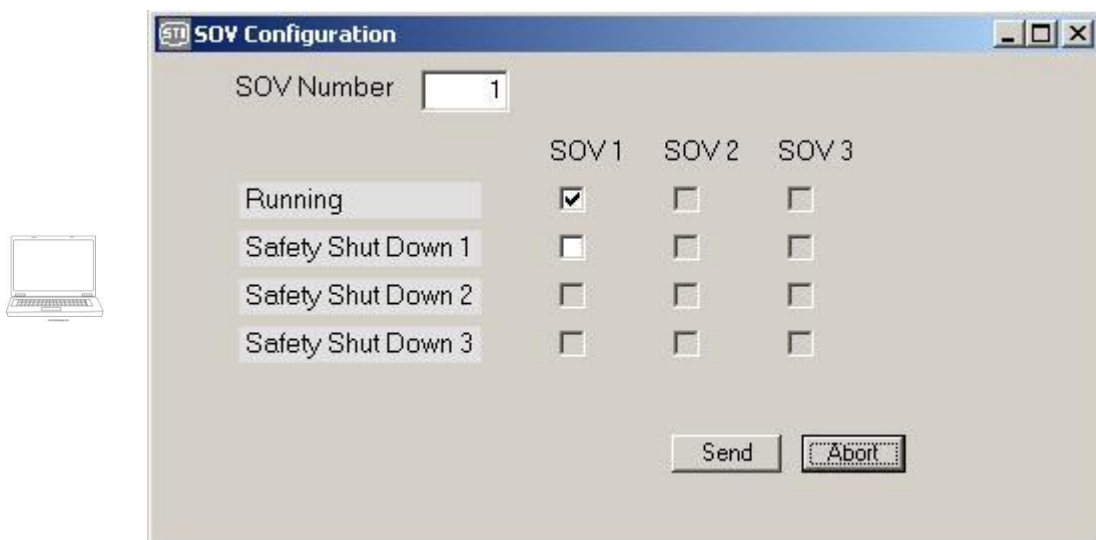 STI SOV Configuration
SOV Number 1
SOV 1 SOV 2 SOV 3
Running
Safety Shut Down 1
Safety Shut Down 2
Safety Shut Down 3
Send Abort